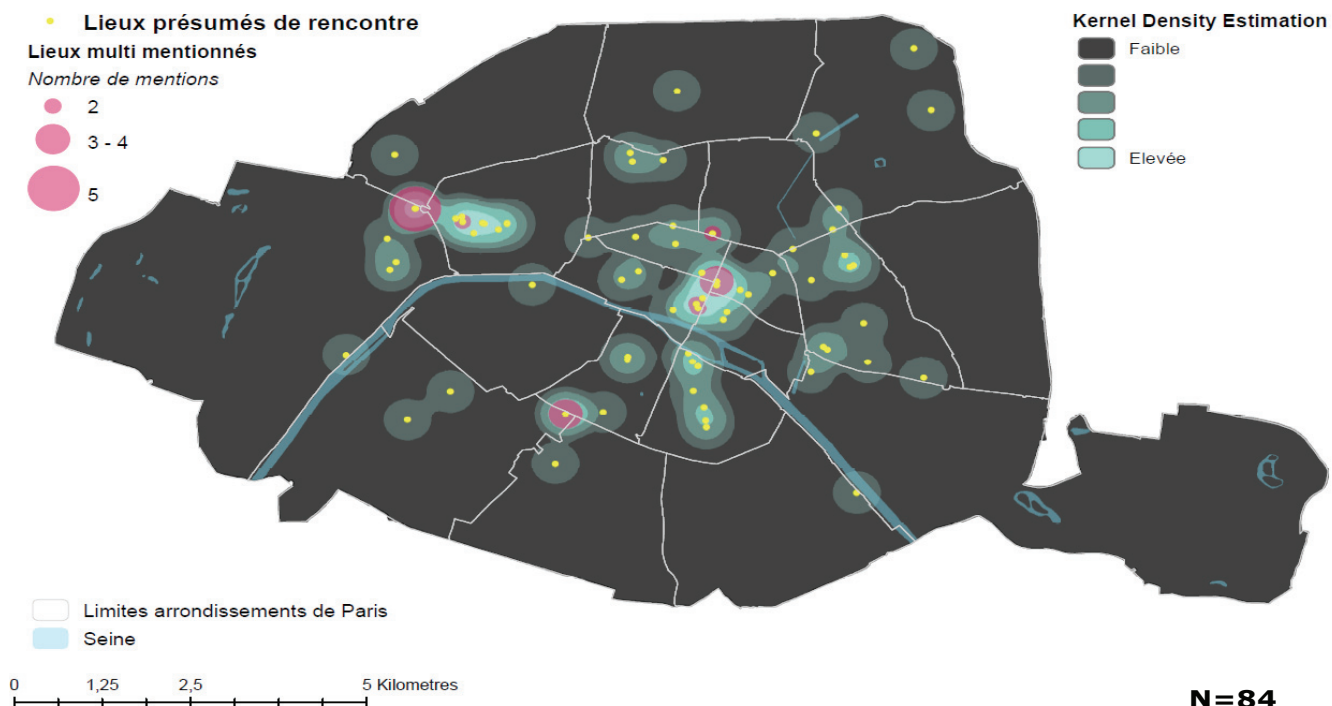 Lieux présumés de rencontre
Lieux multi mentionnés
Nombre de mentions
2
3 - 4
5
Kernel Density Estimation
Faible
Elevée
Limites arrondissements de Paris
Seine
0 1,25 2,5 5 Kilometres
N=84